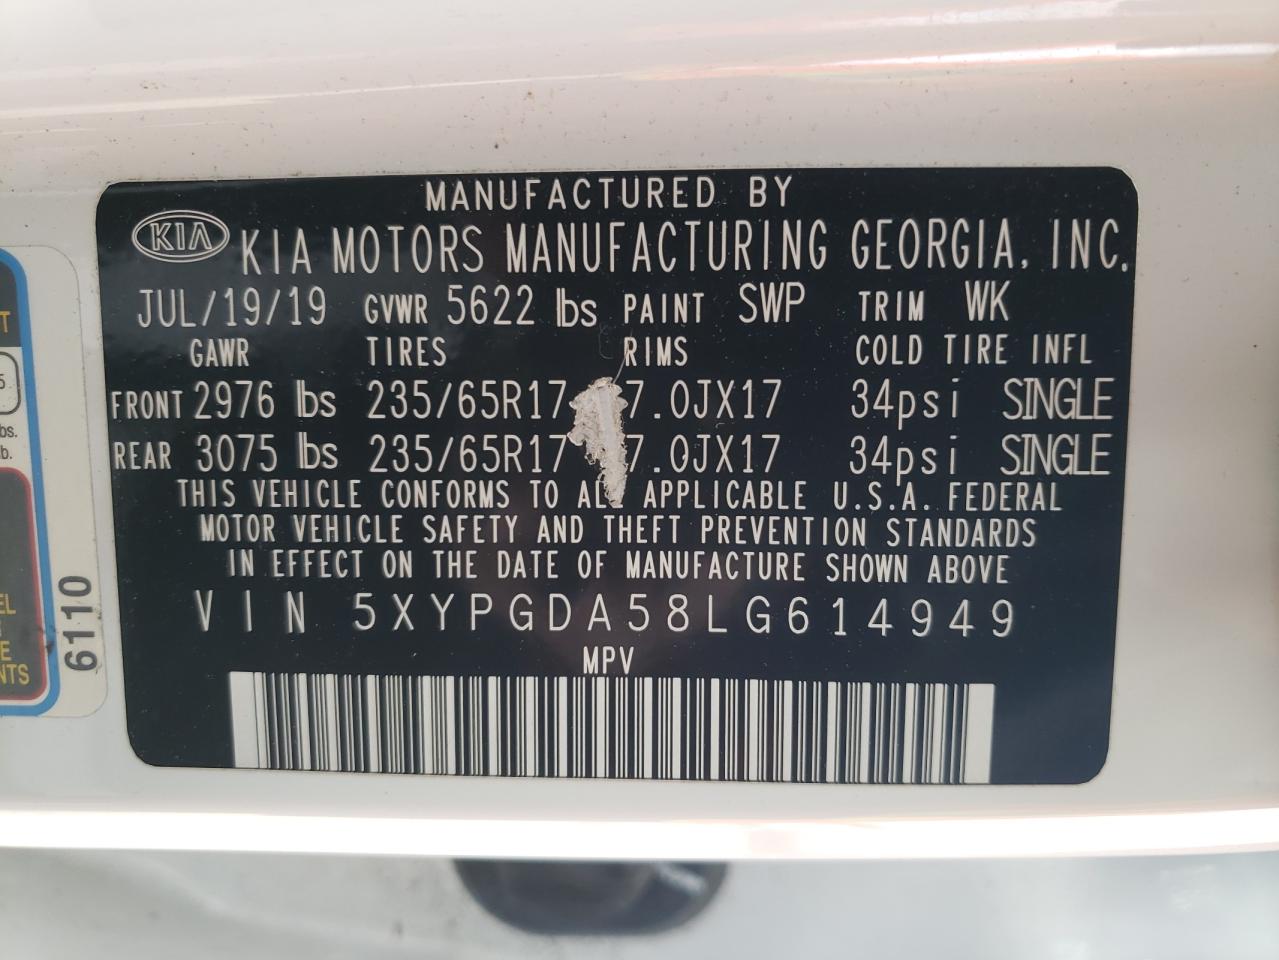 MANUFACTURED BY
KIA KIA MOTORS MANUFACTURING GEORGIA, INC.
JUL/19/19 GVWR 5622 lbs PAINT SWP TRIM WK
GAWR TIRES RIMS COLD TIRE INFL
FRONT 2976 lbs 235/65R17 7.0JX17 34psi SINGLE
REAR 3075 lbs 235/65R17 7.0JX17 34psi SINGLE
THIS VEHICLE CONFORMS TO ALL APPLICABLE U.S.A. FEDERAL
MOTOR VEHICLE SAFETY AND THEFT PREVENTION STANDARDS
IN EFFECT ON THE DATE OF MANUFACTURE SHOWN ABOVE
VIN 5XYPGDA58LG614949
MPV
6110